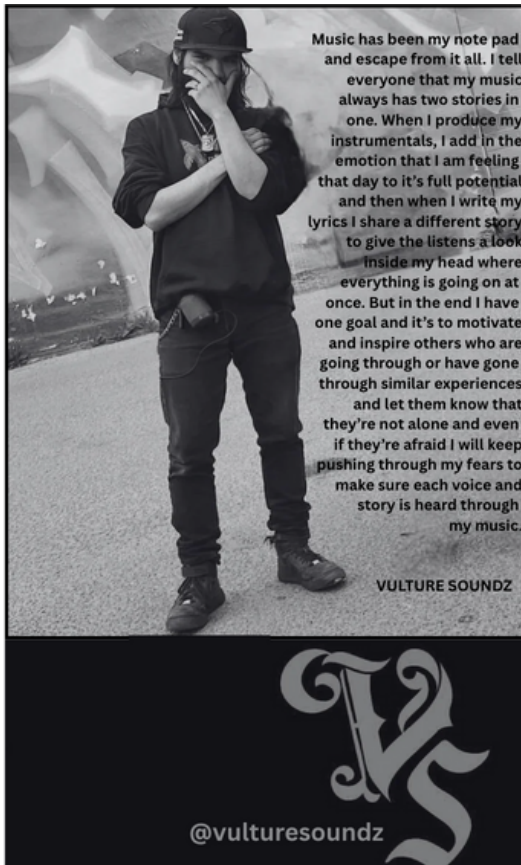 Music has been my note pad
and escape from it all. I tell
everyone that my music
always has two stories in
one. When I produce my
instrumentals, I add in the
emotion that I am feeling
that day to it's full potential
and then when I write my
lyrics I share a different story
to give the listens a look
inside my head where
everything is going on at
once. But in the end I have
one goal and it's to motivate
and inspire others who are
going through or have gone
through similar experiences
and let them know that
they're not alone and even
if they're afraid I will keep
pushing through my fears to
make sure each voice and
story is heard through
my music.
VULTURE SOUNDZ
VS
@vulturesoundz